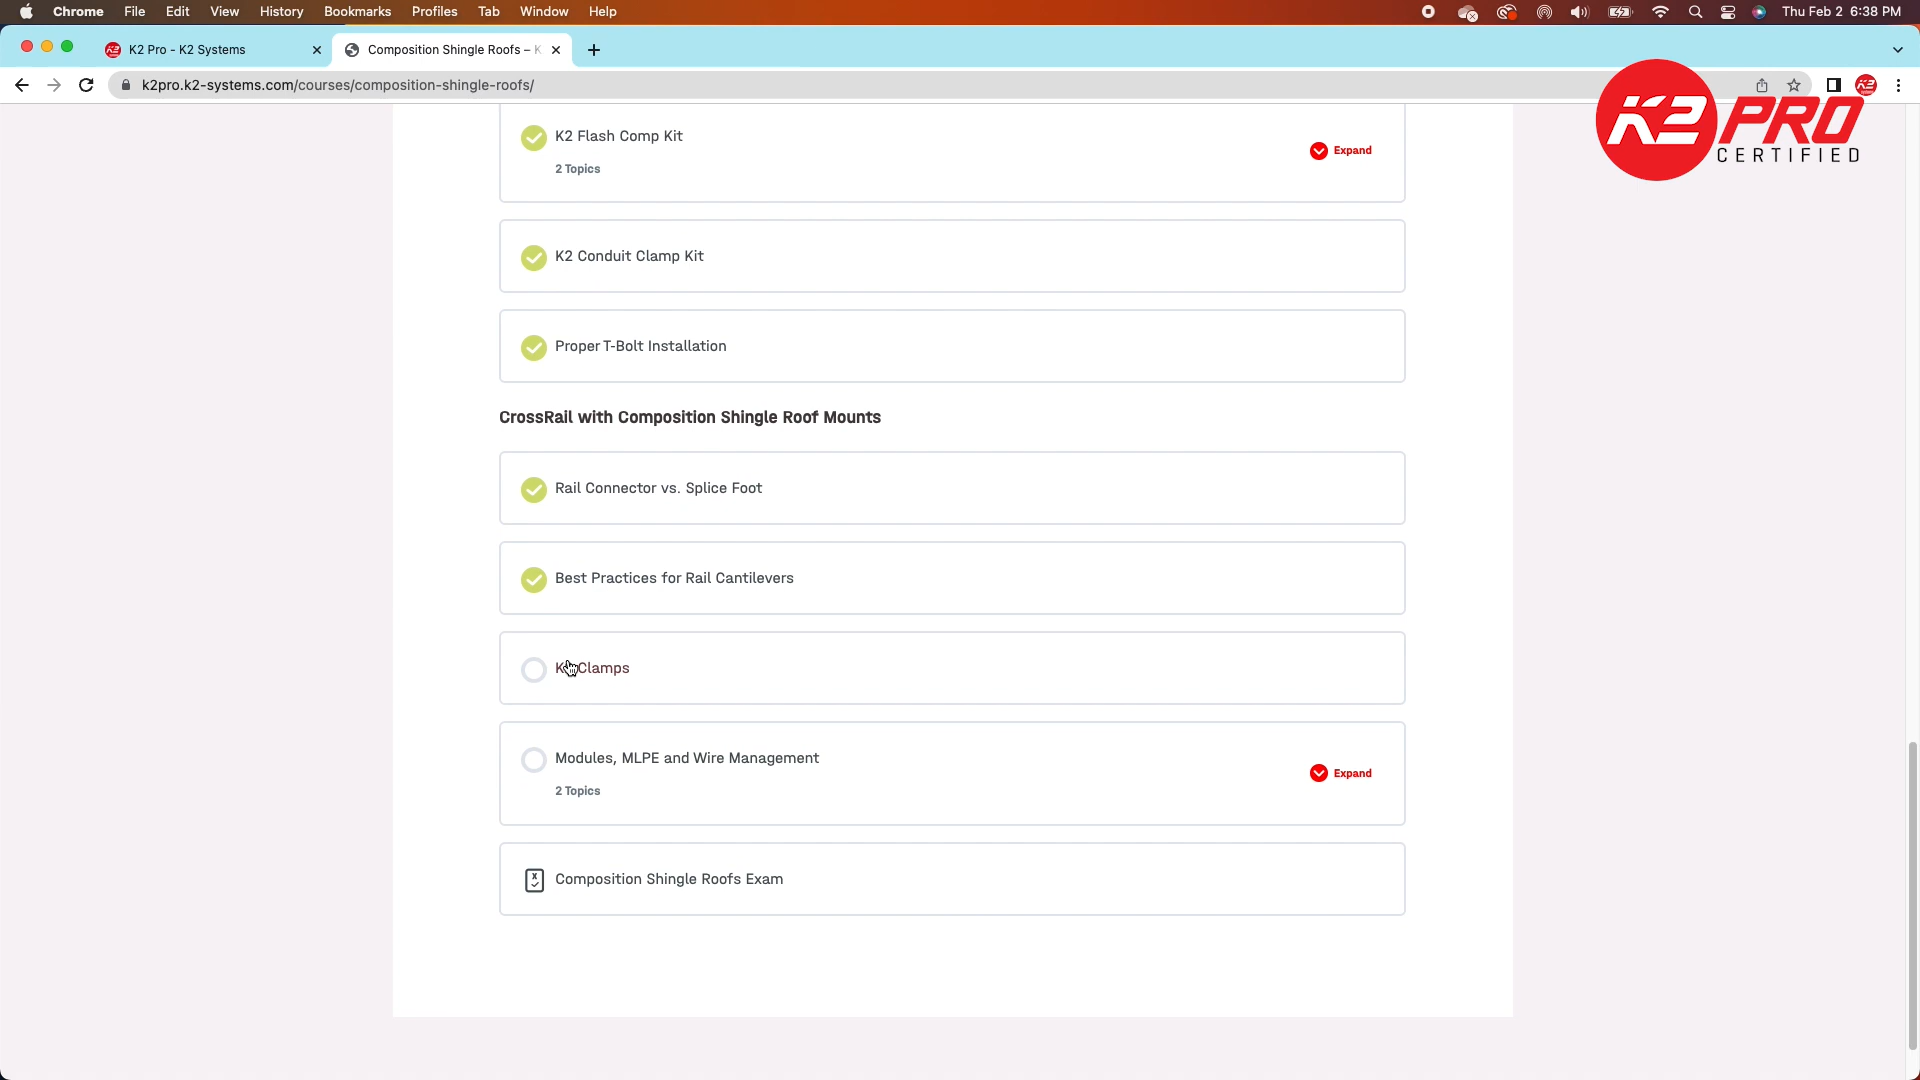 Chrome File Edit View History Bookmarks Profiles Tab Window Help Thu Feb 2 6:38 PM
K2 Pro - K2 Systems
Composition Shingle Roofs – K
k2pro.k2-systems.com/courses/composition-shingle-roofs/
K2 PRO
CERTIFIED
K2 Flash Comp Kit
2 Topics
Expand
K2 Conduit Clamp Kit
Proper T-Bolt Installation
CrossRail with Composition Shingle Roof Mounts
Rail Connector vs. Splice Foot
Best Practices for Rail Cantilevers
K2 Clamps
Modules, MLPE and Wire Management
2 Topics
Expand
Composition Shingle Roofs Exam